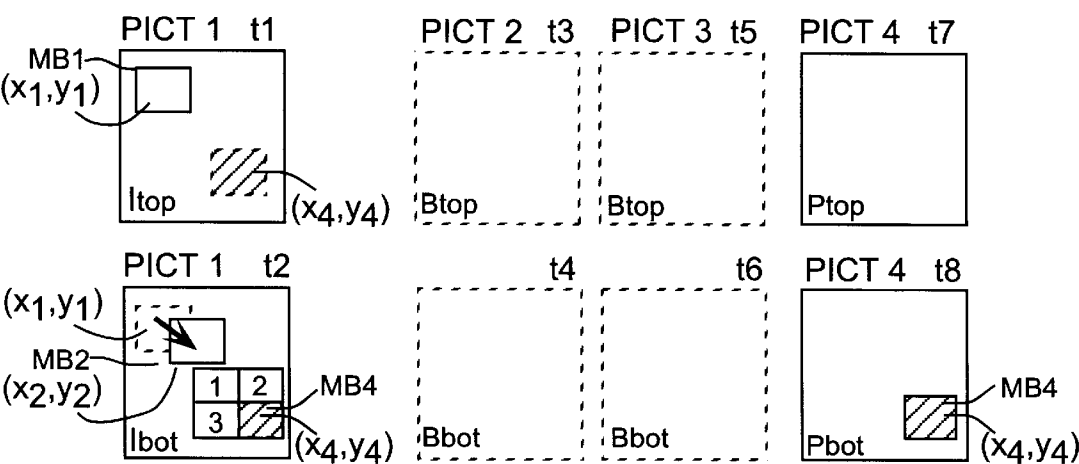 PICT 1 t1
PICT 2 t3
PICT 3 t5
PICT 4 t7
MB1
(x1,y1)
Itop
(x4,y4)
Btop
Btop
Ptop
PICT 1 t2
t4
t6
PICT 4 t8
(x1,y1)
MB2
(x2,y2)
1 2
3
MB4
(x4,y4)
Ibot
Bbot
Bbot
Pbot
MB4
(x4,y4)